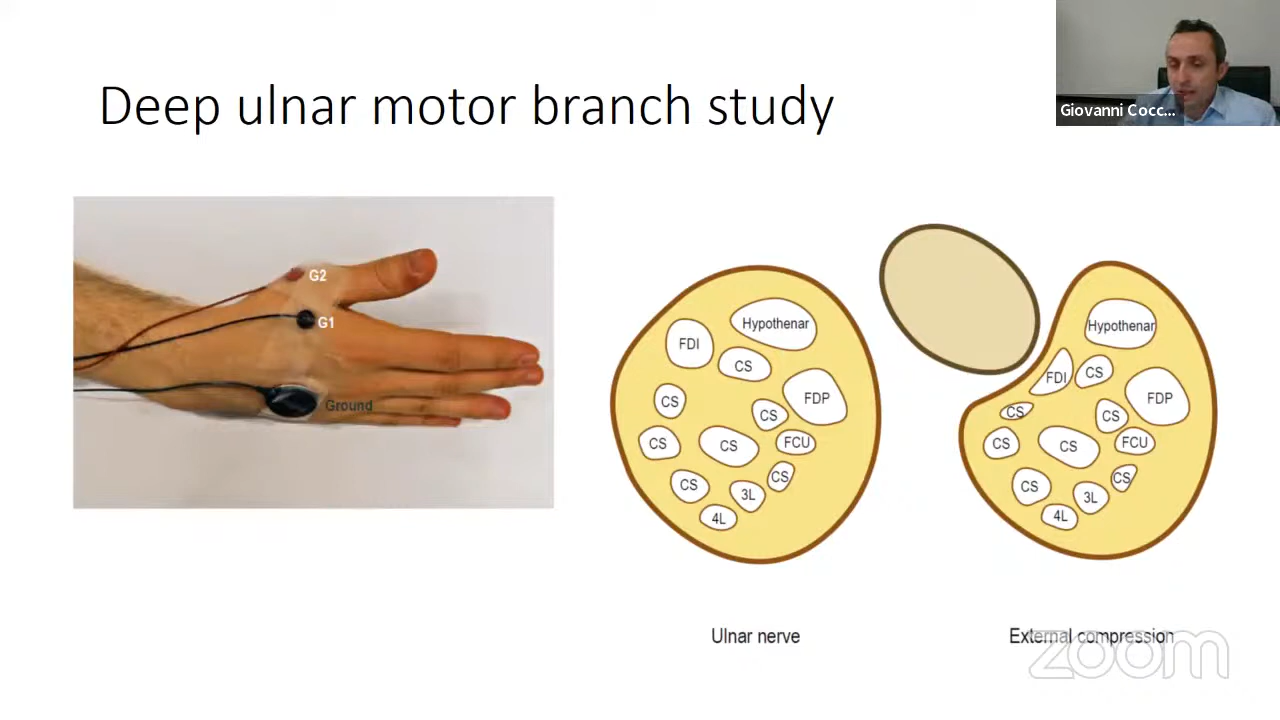 Giovanni Cocc...
Deep ulnar motor branch study
G2
G1
Ground
Hypothenar
FDI
CS
CS
FDP
CS
CS
CS
FCU
CS
CS
3L
4L
Ulnar nerve
Hypothenar
FDI
CS
CS
FDP
CS
CS
CS
FCU
CS
CS
3L
4L
External compression
zoom